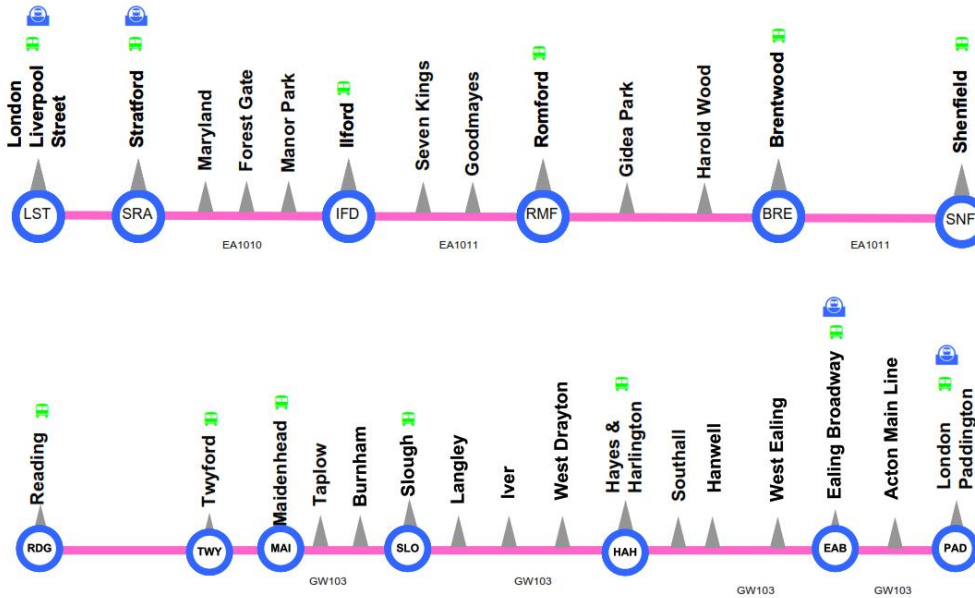 London
Liverpool
Street
Stratford
Maryland
Forest Gate
Manor Park
Ilford
Seven Kings
Goodmayes
Romford
Gidea Park
Harold Wood
Brentwood
Shenfield
LST
SRA
IFD
RMF
BRE
SNF
EA1010
EA1011
EA1011
Reading
Twyford
Maidenhead
Taplow
Burnham
Slough
Langley
Iver
West Drayton
Hayes &
Harlington
Southall
Hanwell
West Ealing
Ealing Broadway
Acton Main Line
London
Paddington
RDG
TWY
MAI
SLO
HAH
EAB
PAD
GW103
GW103
GW103
GW103